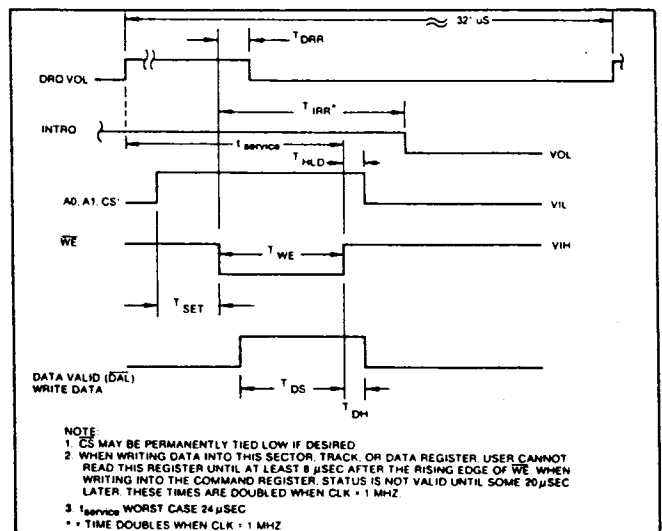 ≈ 32* uS
T DRR
DRQ VOL
T IRR*
INTRQ
t service
T HLD
VOL
A0, A1, CS*
VIL
WE
T WE
VIH
T SET
DATA VALID (DAL)
WRITE DATA
T DS
T DH
NOTE:
1. CS MAY BE PERMANENTLY TIED LOW IF DESIRED
2. WHEN WRITING DATA INTO THIS SECTOR, TRACK, OR DATA REGISTER, USER CANNOT
READ THIS REGISTER UNTIL AT LEAST 8 µSEC AFTER THE RISING EDGE OF WE. WHEN
WRITING INTO THE COMMAND REGISTER, STATUS IS NOT VALID UNTIL SOME 20 µSEC
LATER. THESE TIMES ARE DOUBLED WHEN CLK = 1 MHZ.
3. t service WORST CASE 24 µSEC
* = TIME DOUBLES WHEN CLK = 1 MHZ